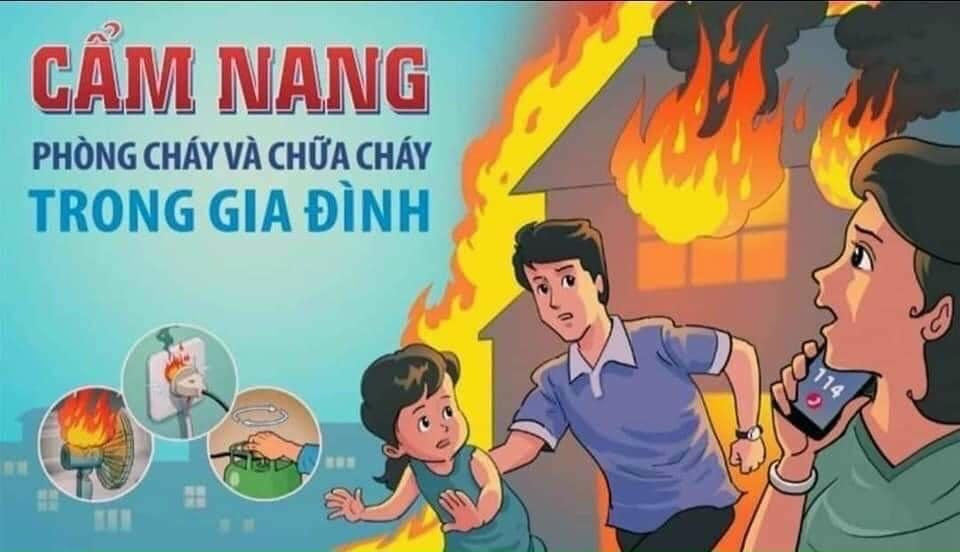 CẨM NANG
PHÒNG CHÁY VÀ CHỮA CHÁY
TRONG GIA ĐÌNH
114